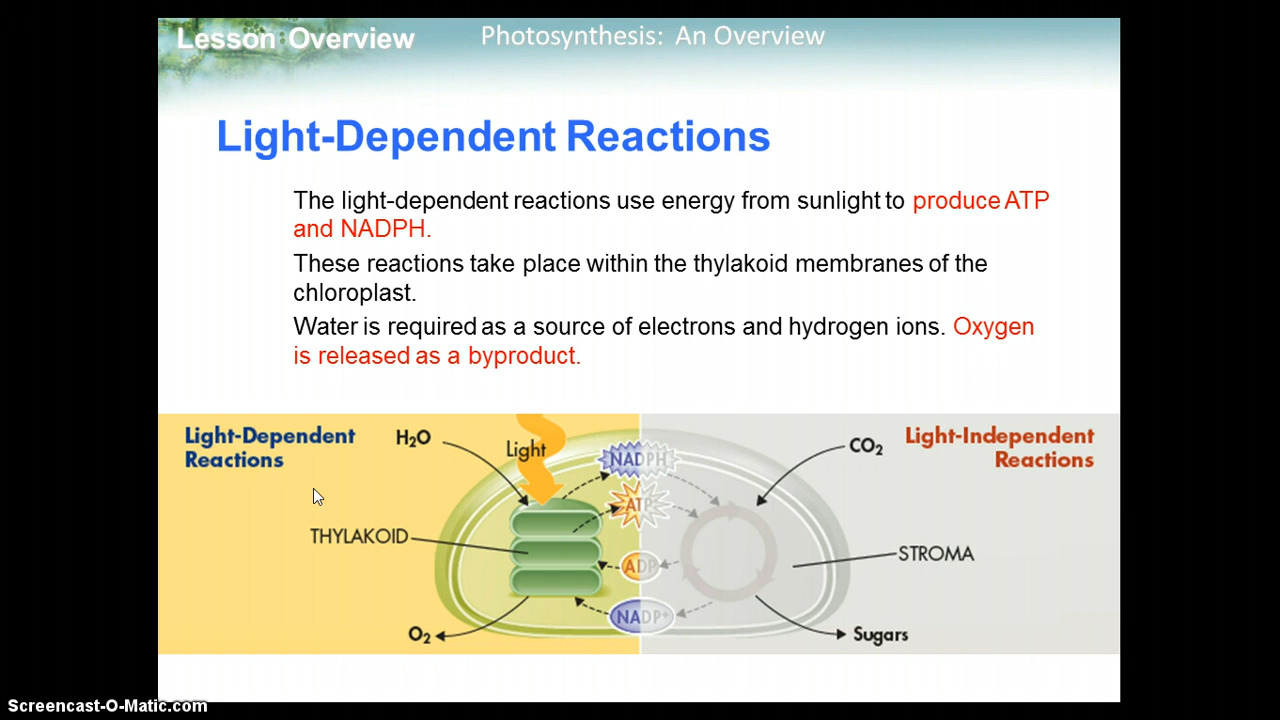 Lesson Overview
Photosynthesis: An Overview
Light-Dependent Reactions
The light-dependent reactions use energy from sunlight to produce ATP
and NADPH.
These reactions take place within the thylakoid membranes of the
chloroplast.
Water is required as a source of electrons and hydrogen ions. Oxygen
is released as a byproduct.
Light-Dependent
Reactions
H₂O
Light
NADPH
CO₂
Light-Independent
Reactions
ATP
THYLAKOID
STROMA
ADP
NADP⁺
O₂
Sugars
Screencast-O-Matic.com